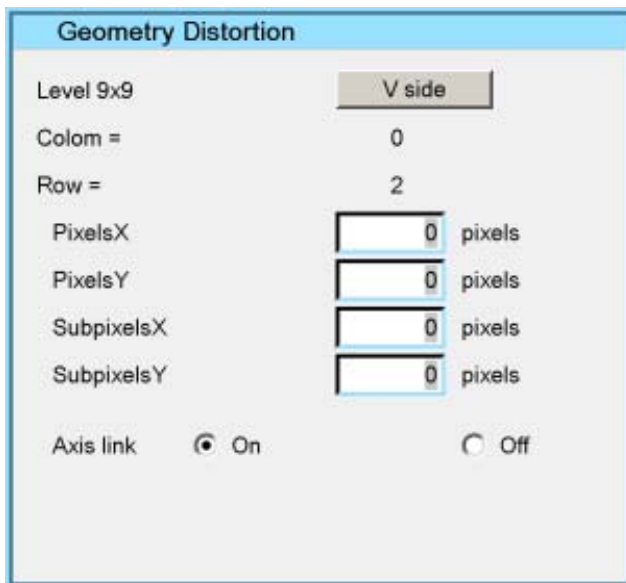 Geometry Distortion
Level 9x9 V side
Colom = 0
Row = 2
PixelsX 0 pixels
PixelsY 0 pixels
SubpixelsX 0 pixels
SubpixelsY 0 pixels
Axis link On Off